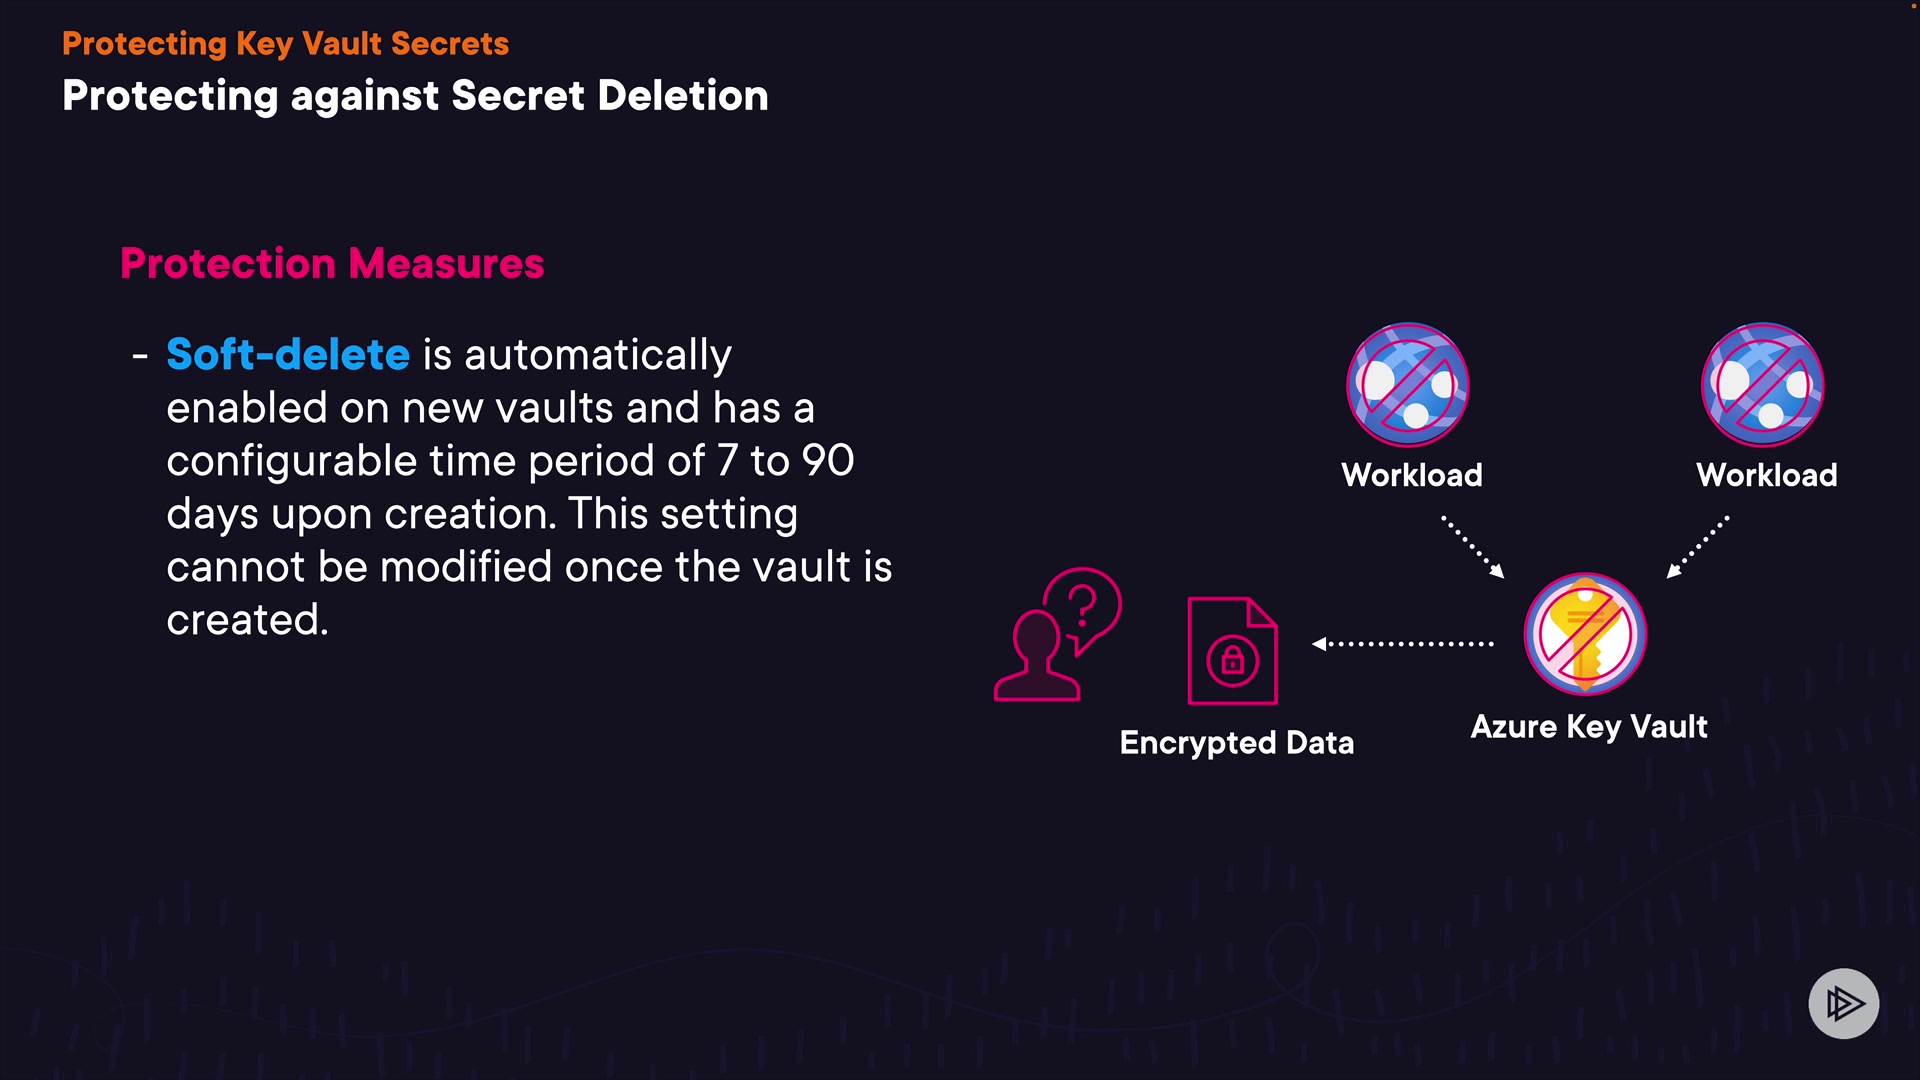 Protecting Key Vault Secrets
Protecting against Secret Deletion
Protection Measures
- Soft-delete is automatically
enabled on new vaults and has a
configurable time period of 7 to 90
days upon creation. This setting
cannot be modified once the vault is
created.
Workload
Workload
?
Azure Key Vault
Encrypted Data